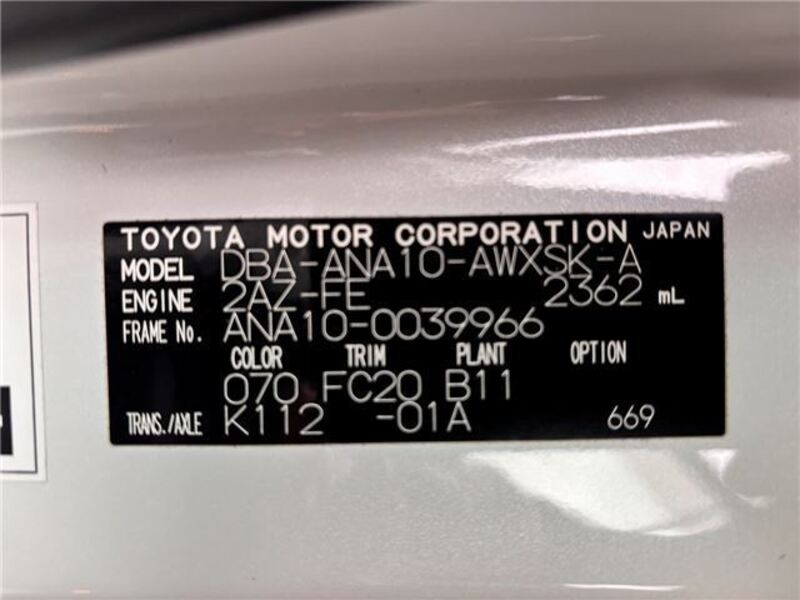 TOYOTA MOTOR CORPORATION JAPAN
MODEL DBA-ANA10-AWXSK-A
ENGINE 2AZ-FE 2362 mL
FRAME No. ANA10-0039966
COLOR TRIM PLANT OPTION
070 FC20 B11
TRANS./AXLE K112 -01A 669